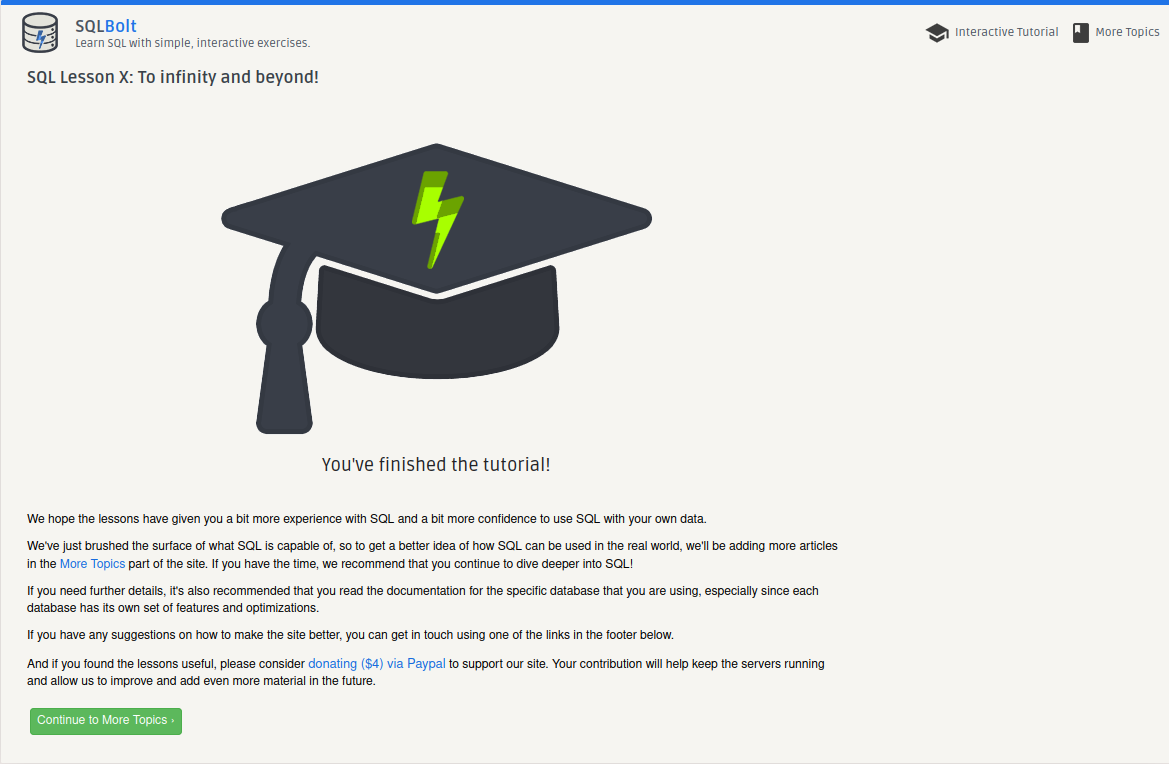 SQLBolt
Learn SQL with simple, interactive exercises.
Interactive Tutorial
More Topics
SQL Lesson X: To infinity and beyond!
You've finished the tutorial!
We hope the lessons have given you a bit more experience with SQL and a bit more confidence to use SQL with your own data.
We've just brushed the surface of what SQL is capable of, so to get a better idea of how SQL can be used in the real world, we'll be adding more articles
in the More Topics part of the site. If you have the time, we recommend that you continue to dive deeper into SQL!
If you need further details, it's also recommended that you read the documentation for the specific database that you are using, especially since each
database has its own set of features and optimizations.
If you have any suggestions on how to make the site better, you can get in touch using one of the links in the footer below.
And if you found the lessons useful, please consider donating ($4) via Paypal to support our site. Your contribution will help keep the servers running
and allow us to improve and add even more material in the future.
Continue to More Topics ›